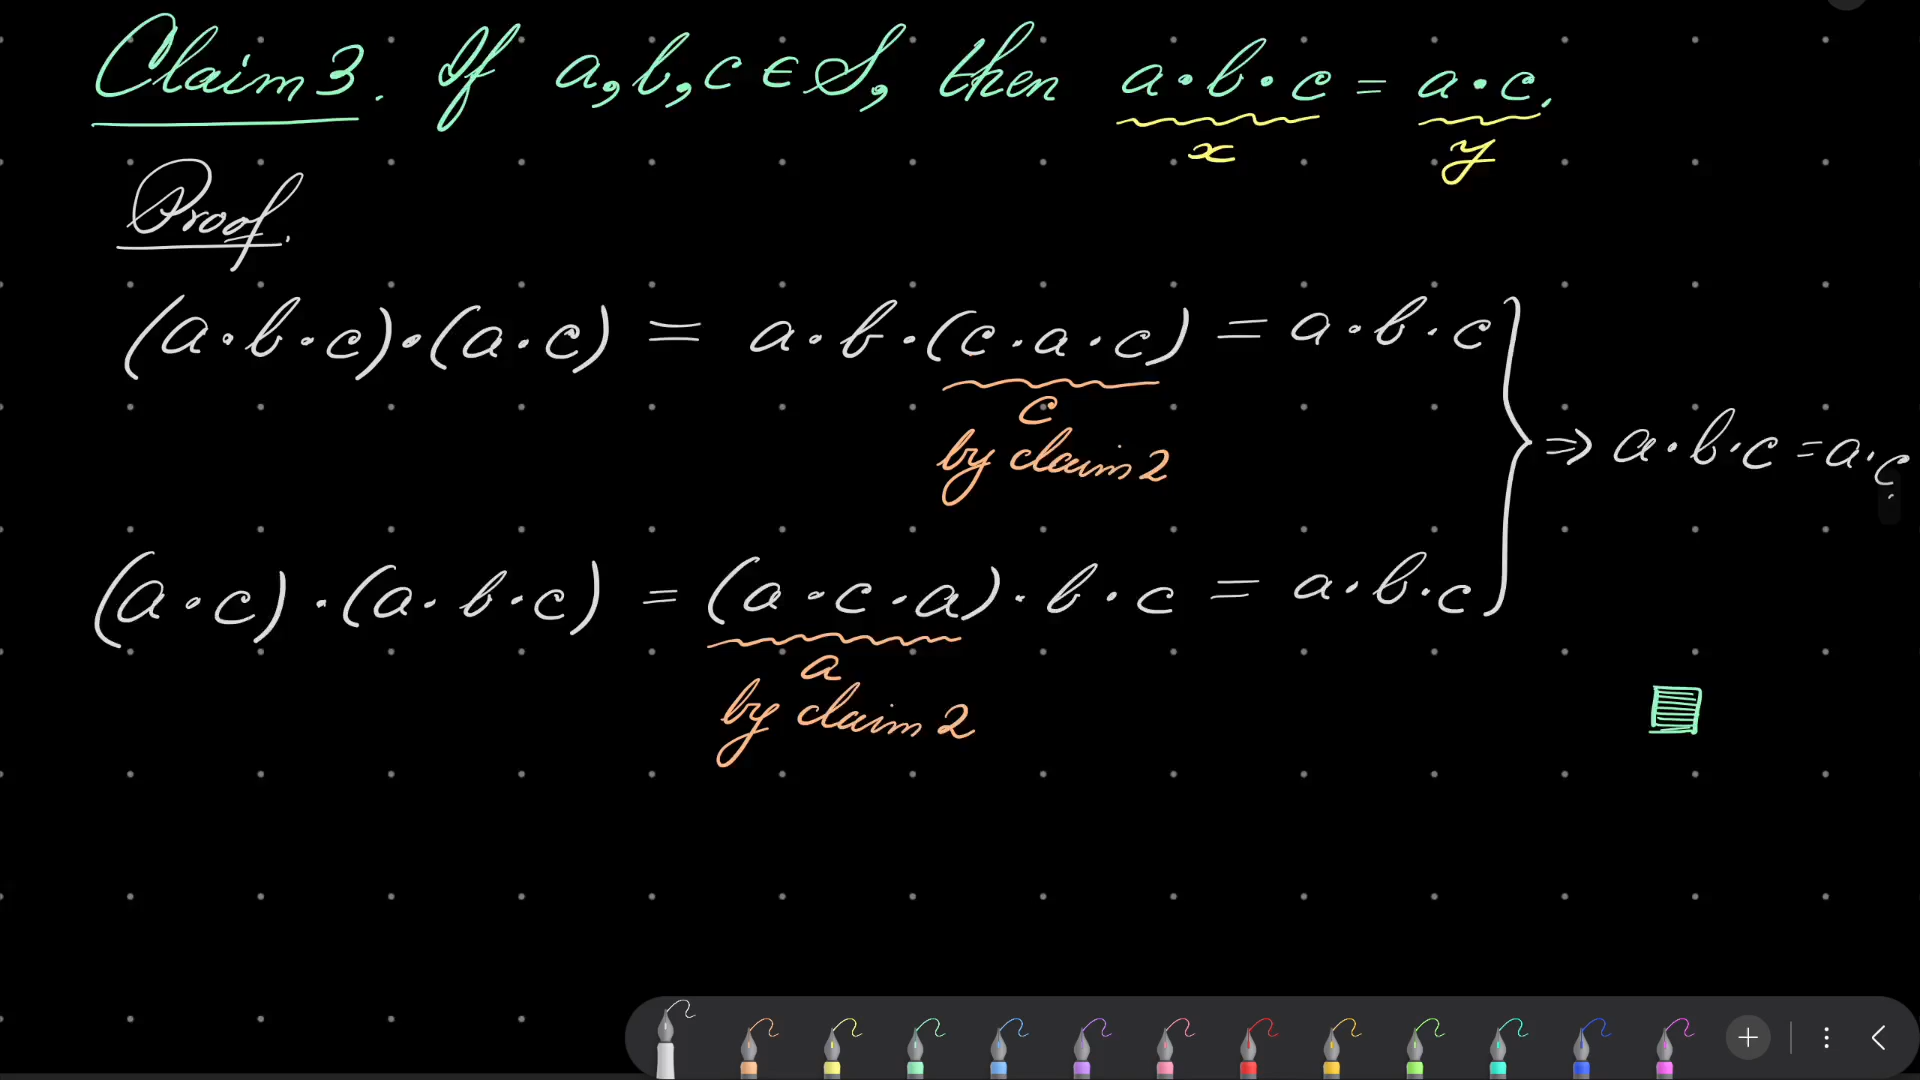 Claim 3. If a,b,c ∈ S, then a·b·c = a·c.
x y
Proof.
(a·b·c)·(a·c) = a·b·(c·a·c) = a·b·c
c
by claim 2
⇒ a·b·c = a·c.
(a·c)·(a·b·c) = (a·c·a)·b·c = a·b·c
a
by claim 2